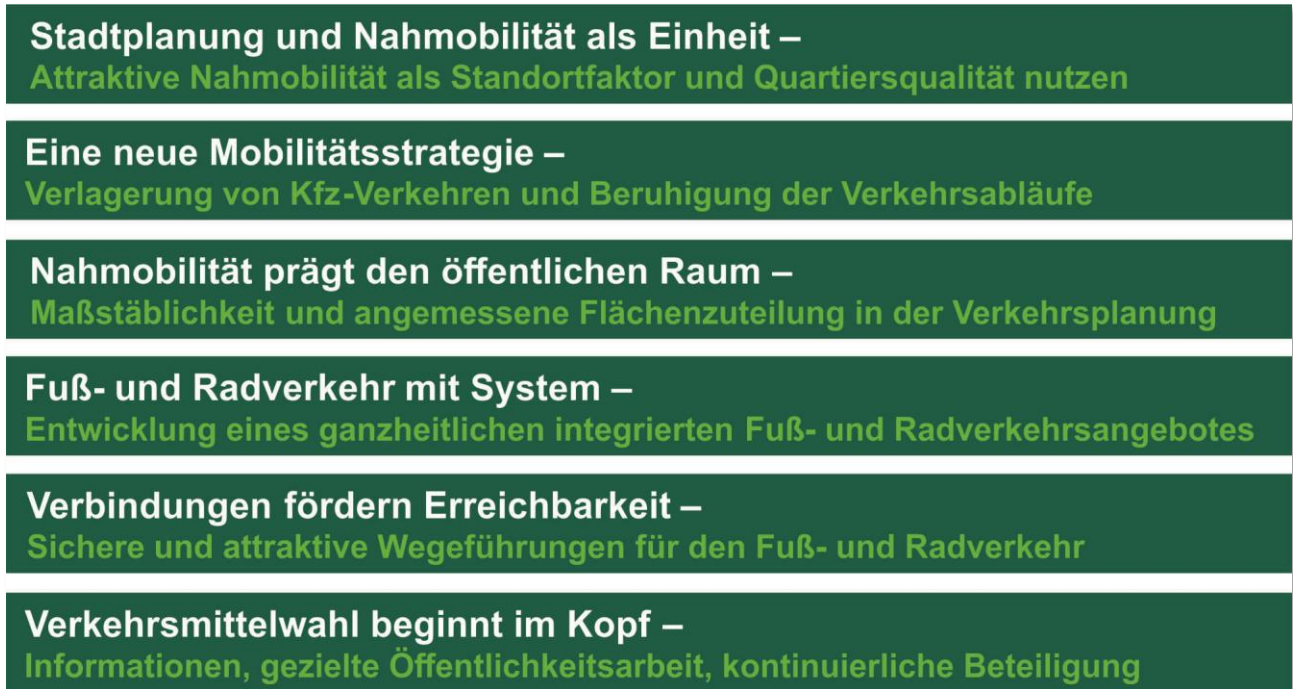 Stadtplanung und Nahmobilität als Einheit –
Attraktive Nahmobilität als Standortfaktor und Quartiersqualität nutzen
Eine neue Mobilitätsstrategie –
Verlagerung von Kfz-Verkehren und Beruhigung der Verkehrsabläufe
Nahmobilität prägt den öffentlichen Raum –
Maßstäblichkeit und angemessene Flächenzuteilung in der Verkehrsplanung
Fuß- und Radverkehr mit System –
Entwicklung eines ganzheitlichen integrierten Fuß- und Radverkehrsangebotes
Verbindungen fördern Erreichbarkeit –
Sichere und attraktive Wegeführungen für den Fuß- und Radverkehr
Verkehrsmittelwahl beginnt im Kopf –
Informationen, gezielte Öffentlichkeitsarbeit, kontinuierliche Beteiligung